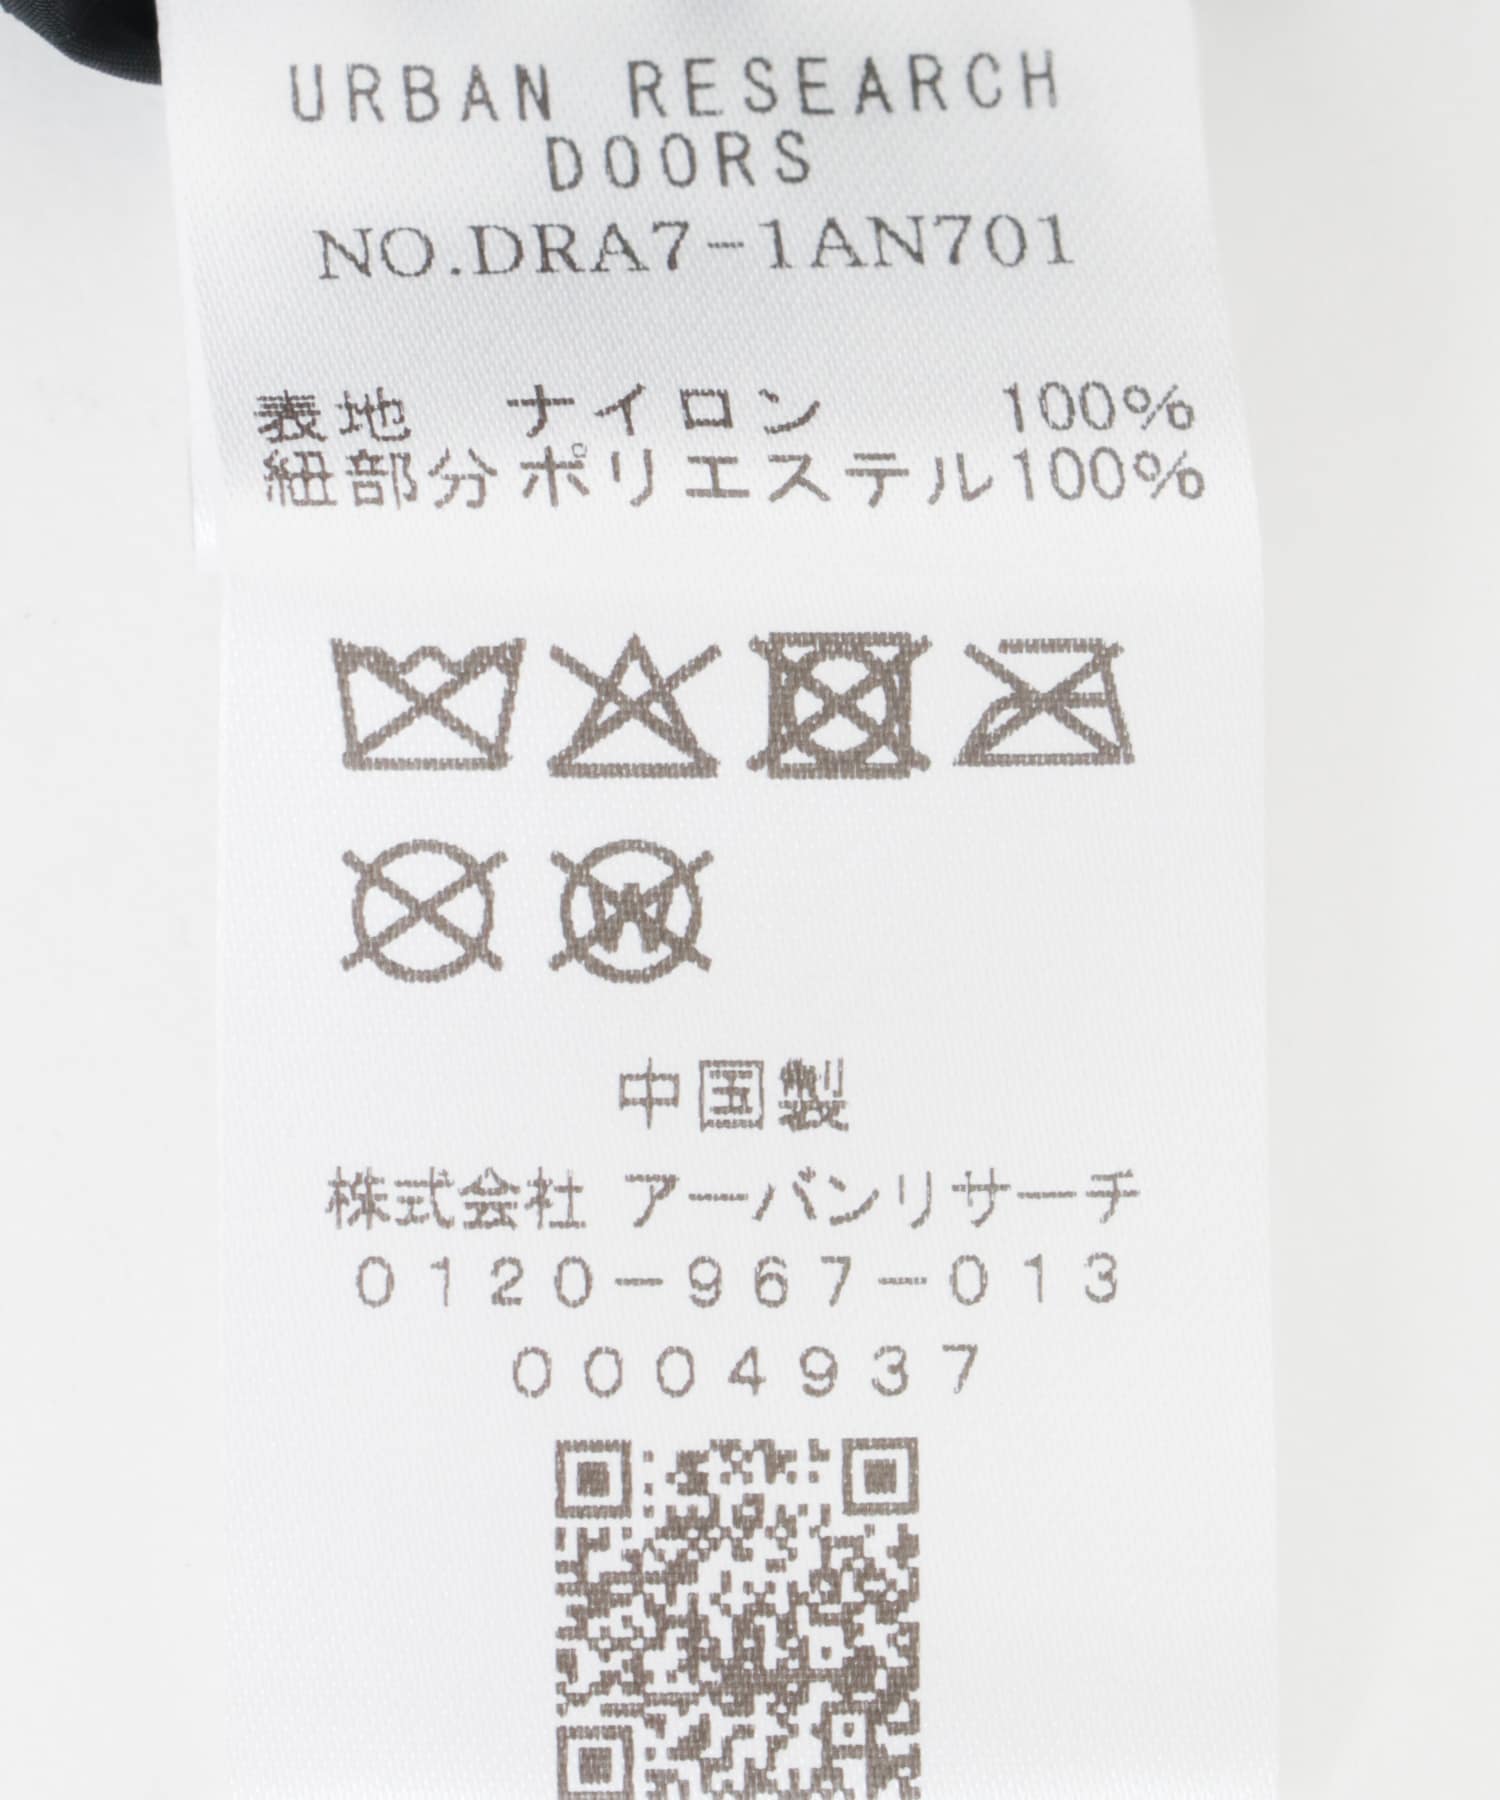 URBAN RESEARCH
DOORS
NO.DRA7-1AN701
表地 ナイロン 100%
紐部分 ポリエステル100%
中国製
株式会社 アーバンリサーチ
0120-967-013
0004937